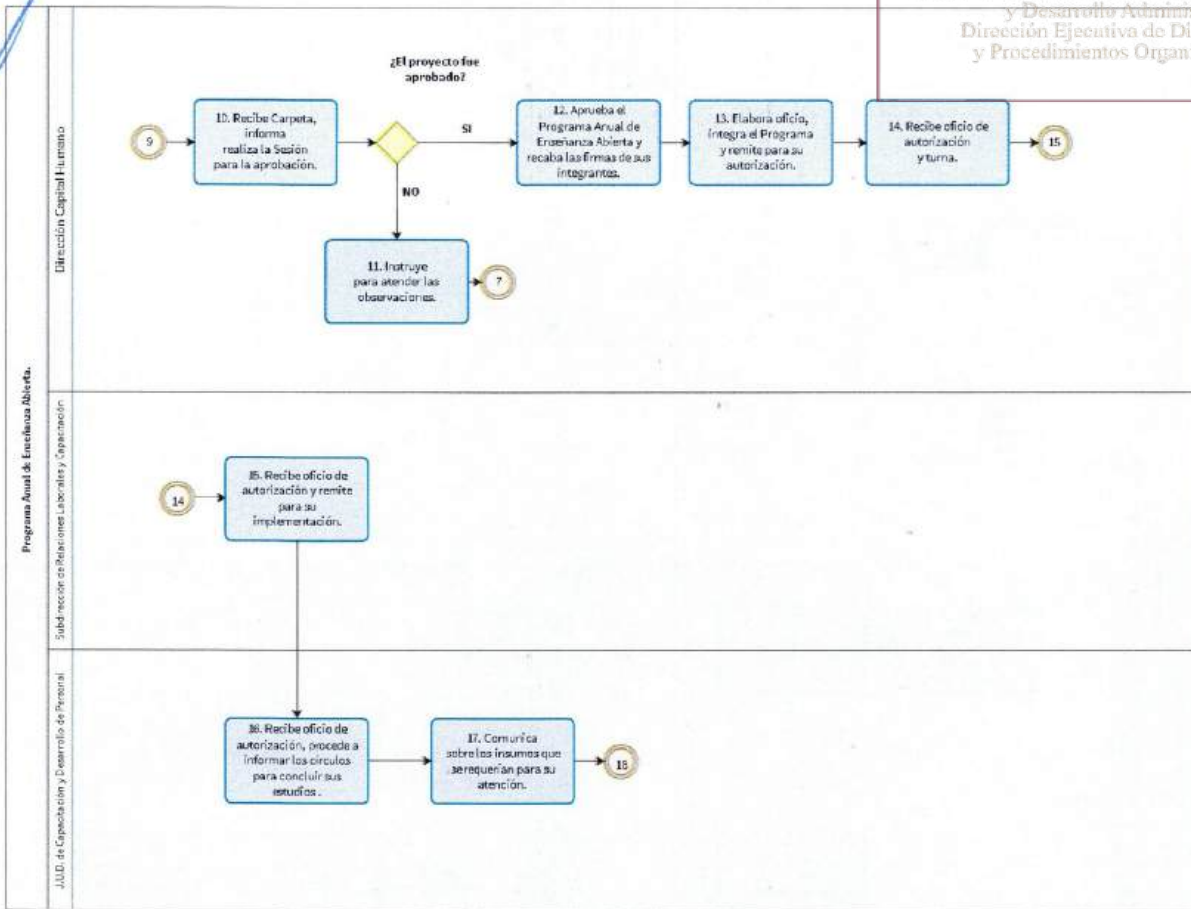 y Desarrollo Admini
Dirección Ejecutiva de Di
y Procedimientos Organ
Programa Anual de Enseñanza Abierta.
Dirección Capital Humano
9
10. Recibe Carpeta,
informa
realiza la Sesión
para la aprobación.
¿El proyecto fue
aprobado?
SI
NO
11. Instruye
para atender las
observaciones.
7
12. Aprueba el
Programa Anual de
Enseñanza Abierta y
recaba las firmas de sus
integrantes.
13. Elabora oficio,
integra el Programa
y remite para su
autorización.
14. Recibe oficio de
autorización
y turna.
15
Subdirección de Relaciones Laborales y Capacitación
14
15. Recibe oficio de
autorización y remite
para su
implementación.
J.U.D. de Capacitación y Desarrollo de Personal
16. Recibe oficio de
autorización, procede a
informar los círculos
para concluir sus
estudios .
17. Comunica
sobre los insumos que
se requerían para su
atención.
18